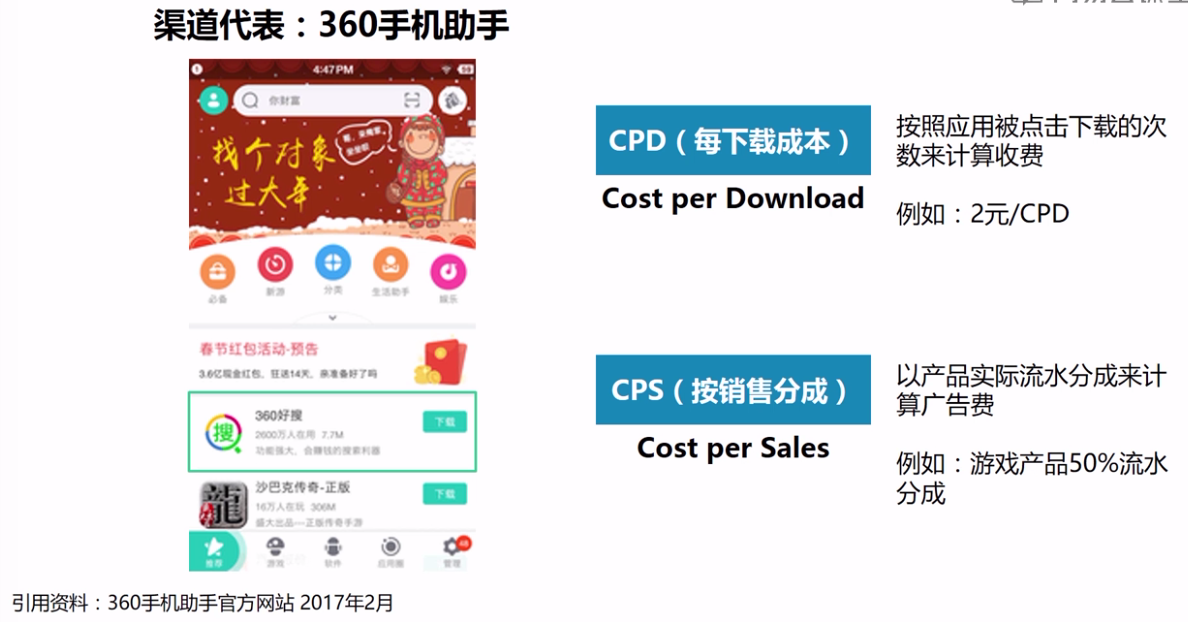 渠道代表：360手机助手
4:47PM
你财富
找个对象
过大年
必备
新游
分类
生活助手
娱乐
春节红包活动-预告
3.6亿现金红包，狂送14天，亲准备好了吗
搜
360好搜
2600万人在用 7.7M
功能强大，会赚钱的搜索利器
下载
沙巴克传奇-正版
16万人在玩 306M
盛大出品—正版传奇手游
下载
推荐
游戏
软件
应用圈
管理
48
CPD（每下载成本）
Cost per Download
按照应用被点击下载的次
数来计算收费
例如：2元/CPD
CPS（按销售分成）
Cost per Sales
以产品实际流水分成来计
算广告费
例如：游戏产品50%流水
分成
引用资料：360手机助手官方网站 2017年2月